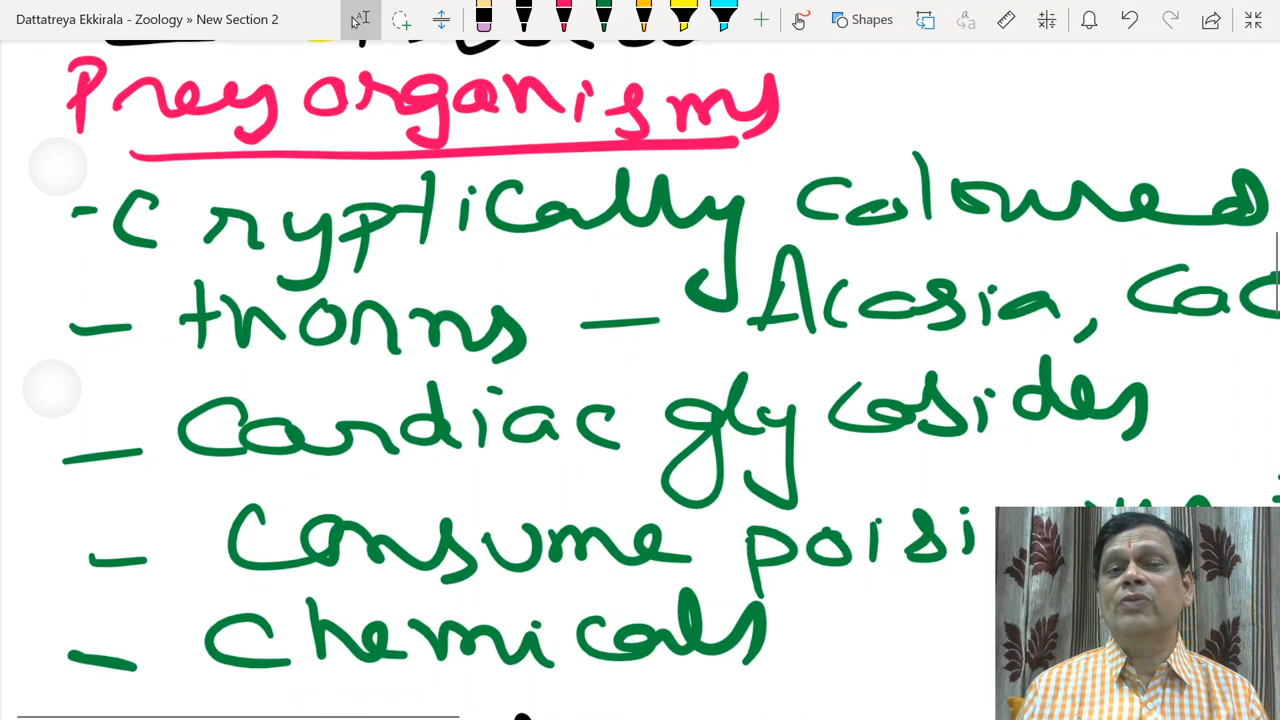 Dattatreya Ekkirala - Zoology » New Section 2
Shapes
Prey organisms
- Cryptically coloured
- thorns - Acasia, Cac
- Cardiac glycosides
- Consume poisi
- Chemicals